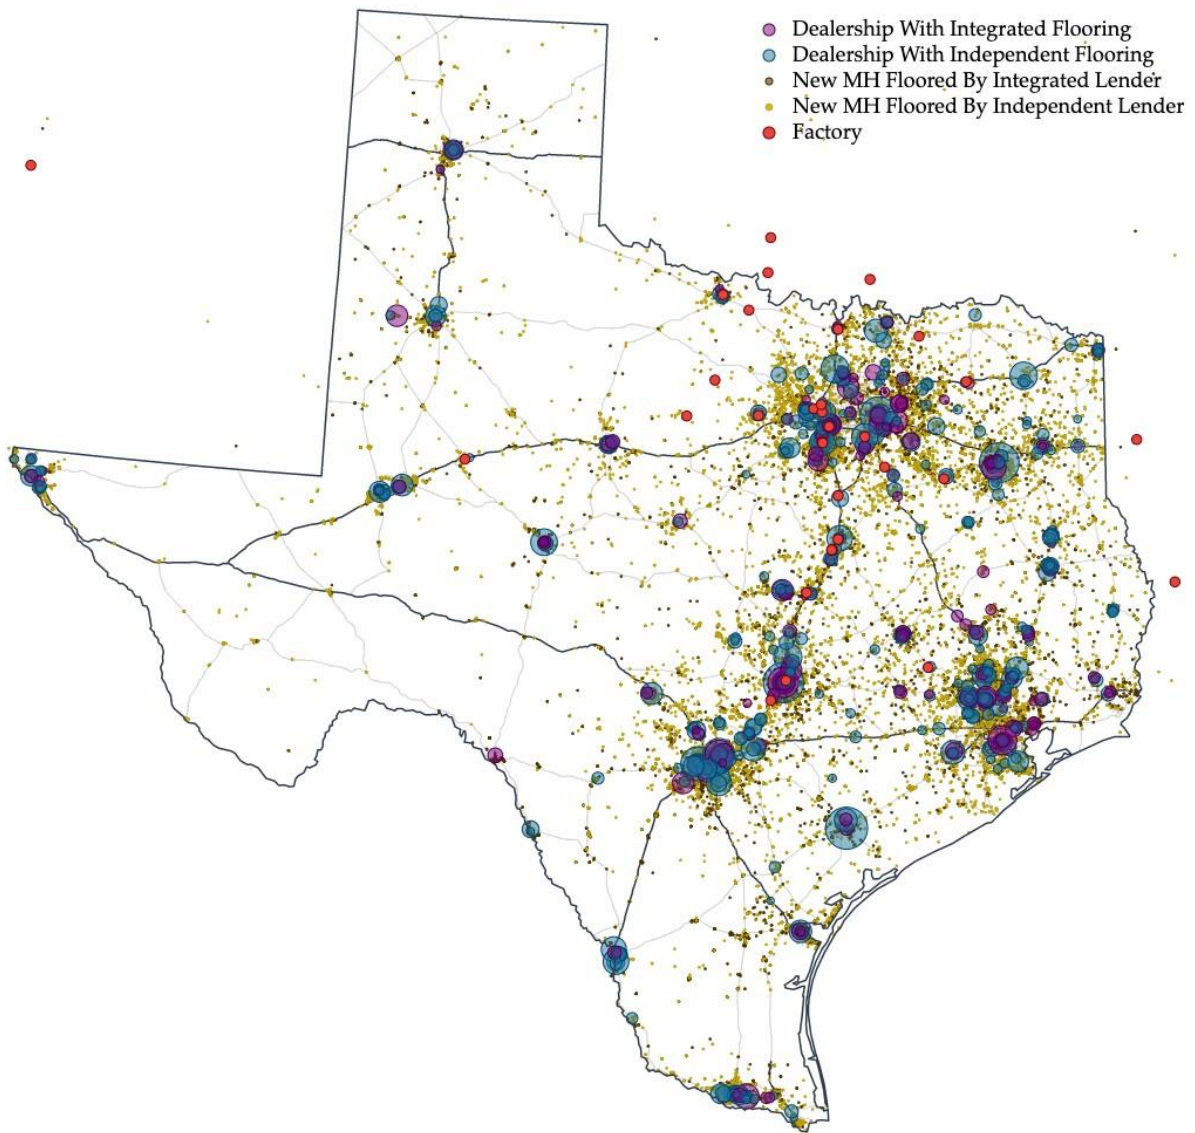 Dealership With Integrated Flooring
Dealership With Independent Flooring
New MH Floored By Integrated Lender
New MH Floored By Independent Lender
Factory